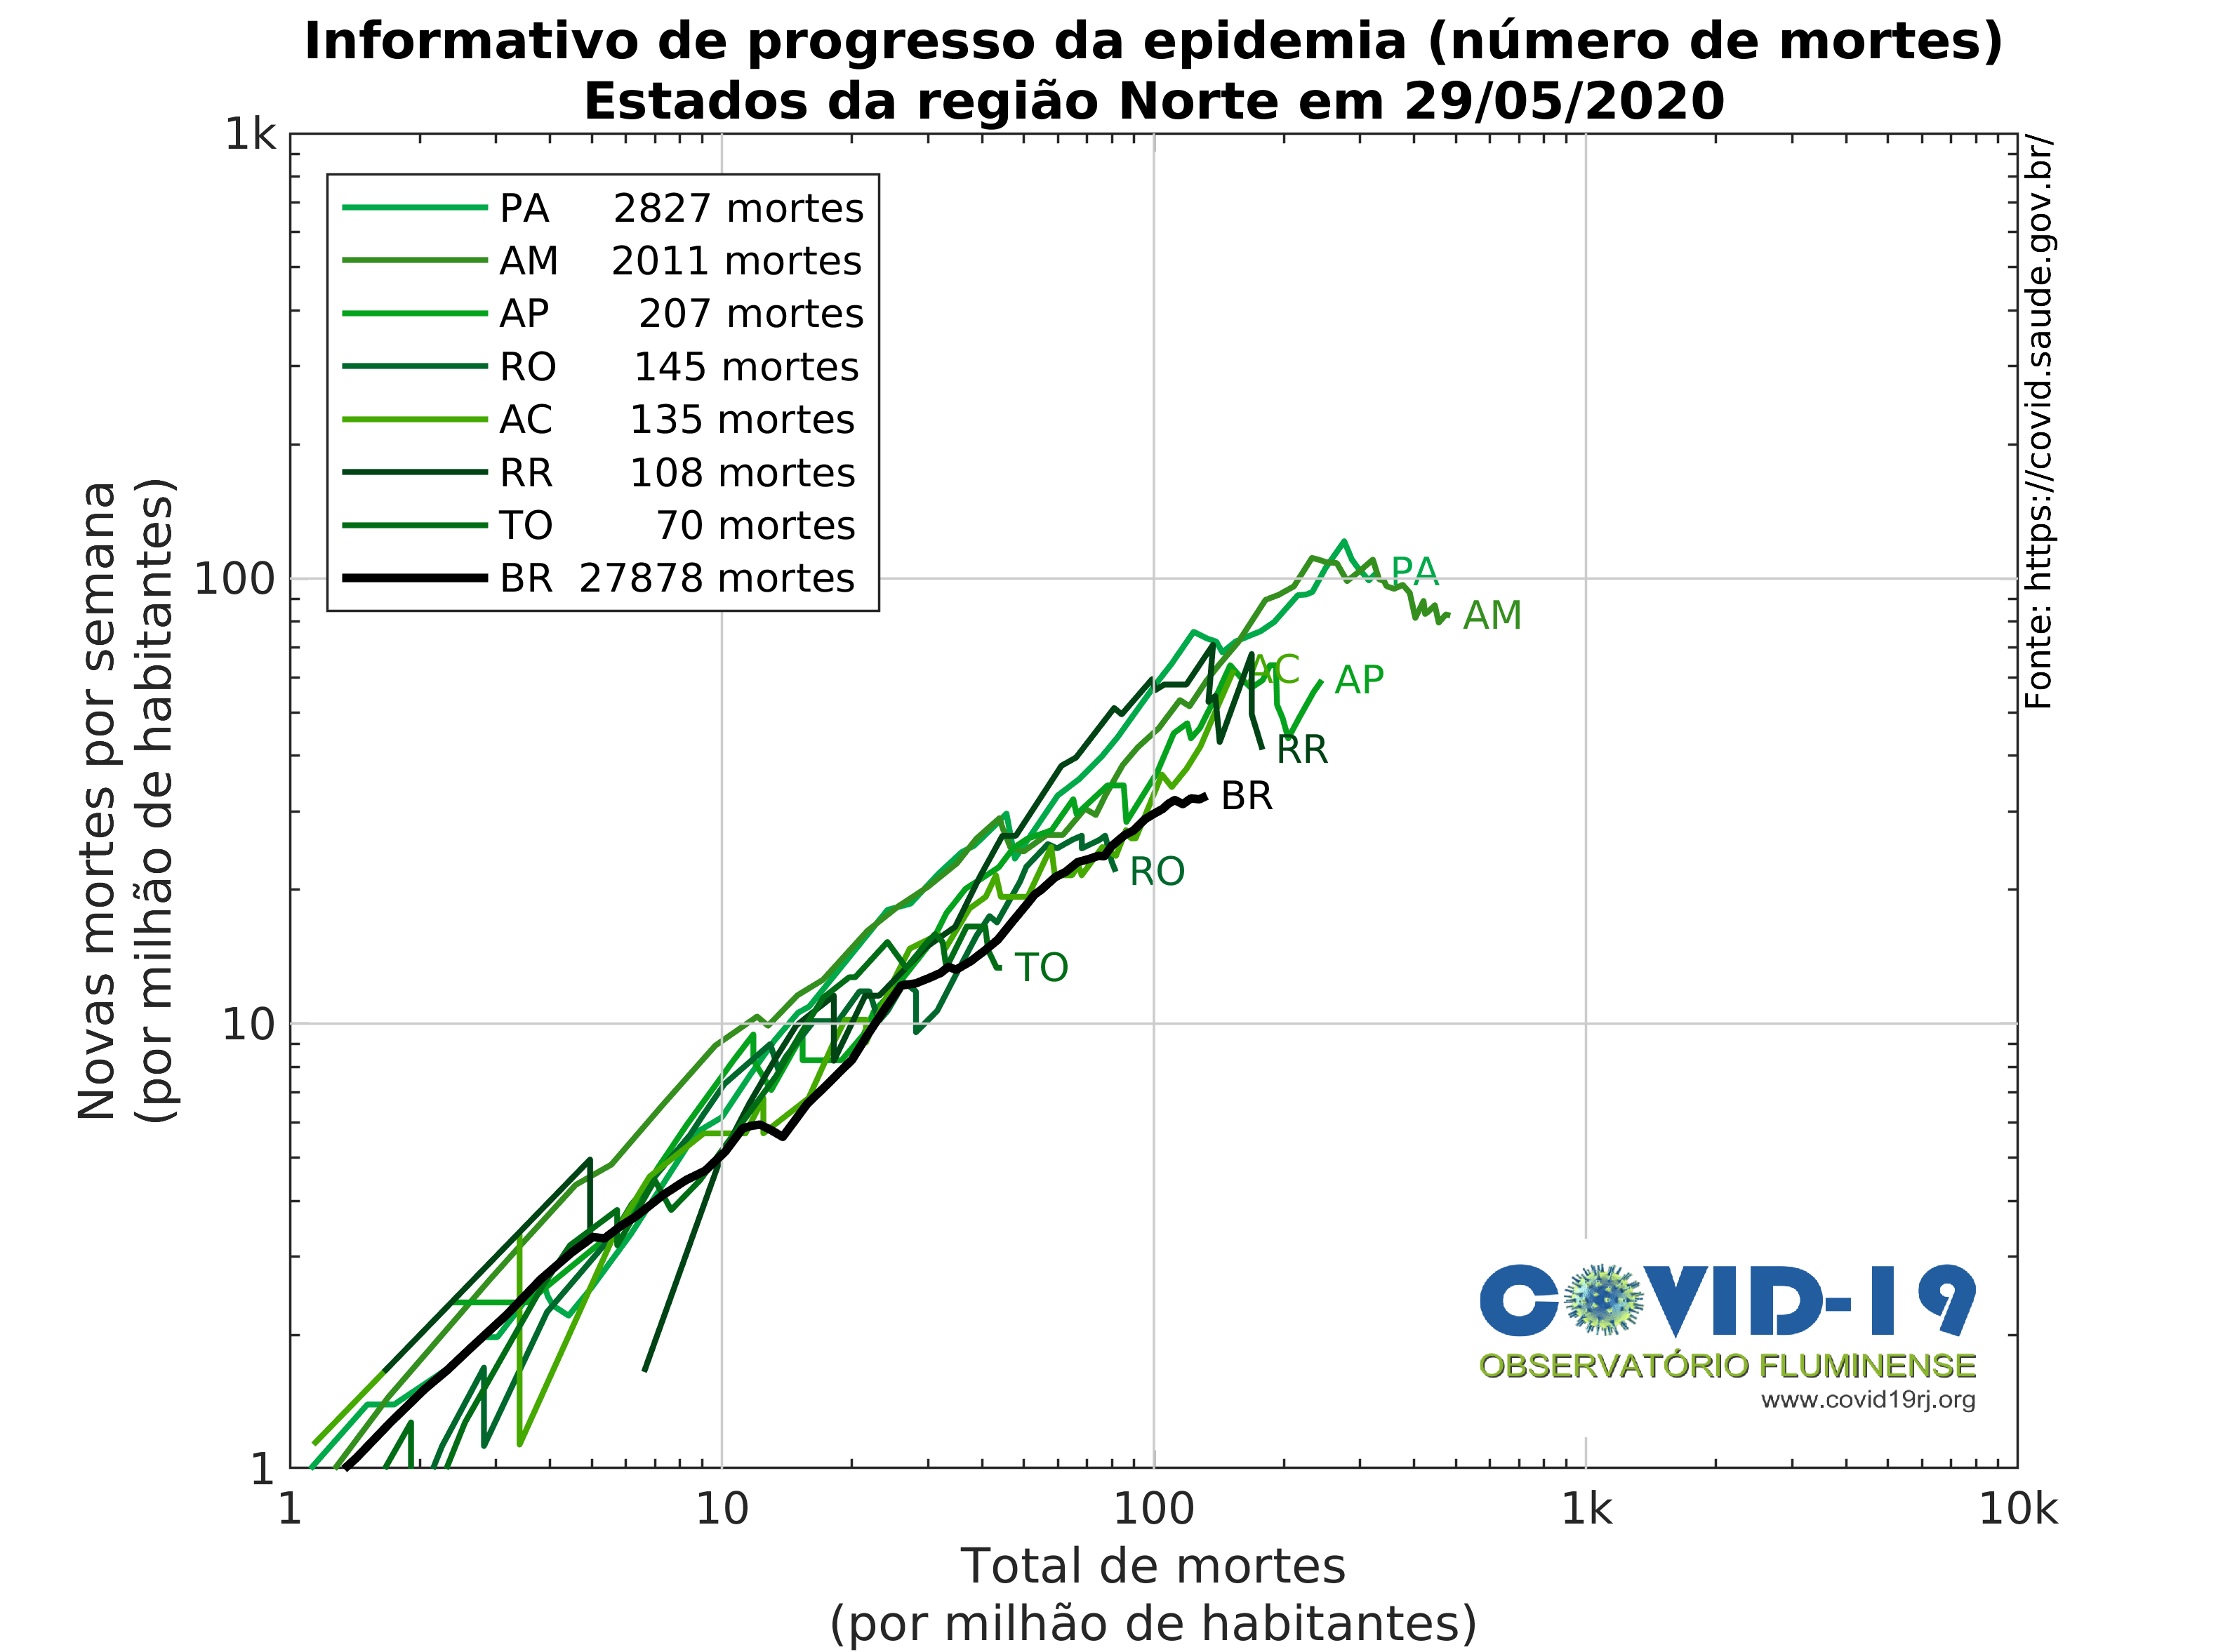 Informativo de progresso da epidemia (número de mortes)
Estados da região Norte em 29/05/2020
1k
100
10
1
Novas mortes por semana
(por milhão de habitantes)
PA 2827 mortes
AM 2011 mortes
AP 207 mortes
RO 145 mortes
AC 135 mortes
RR 108 mortes
TO 70 mortes
BR 27878 mortes
PA
AM
AC
AP
RR
BR
RO
TO
Fonte: https://covid.saude.gov.br/
COVID-19
OBSERVATÓRIO FLUMINENSE
www.covid19rj.org
1 10 100 1k 10k
Total de mortes
(por milhão de habitantes)